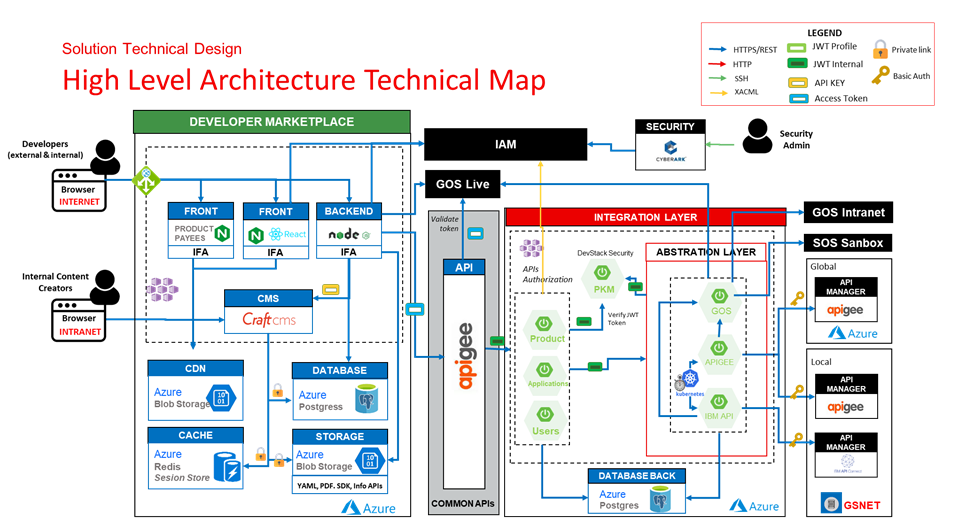 Solution Technical Design
High Level Architecture Technical Map
LEGEND
HTTPS/REST
HTTP
SSH
XACML
JWT Profile
JWT Internal
API KEY
Access Token
Private link
Basic Auth
Developers
(external & internal)
Browser
INTERNET
Internal Content
Creators
Browser
INTRANET
DEVELOPER MARKETPLACE
FRONT
PRODUCT
PAYEES
IFA
FRONT
React
IFA
BACKEND
node
IFA
CMS
Craftcms
CDN
Azure
Blob Storage
DATABASE
Azure
Postgress
CACHE
Azure
Redis
Sesion Store
STORAGE
Azure
Blob Storage
YAML, PDF. SDK, Info APIs
Azure
IAM
SECURITY
CYBERARK
Security
Admin
GOS Live
Validate
token
API
apigee
COMMON APIs
INTEGRATION LAYER
APIs
Authorization
DevStack Security
PKM
Verify JWT
Token
Product
Applications
Users
ABSTRATION LAYER
GOS
APIGEE
kubernetes
IBM API
DATABASE BACK
Azure
Postgres
Azure
GOS Intranet
SOS Sanbox
Global
API
MANAGER
apigee
Azure
Local
API
MANAGER
apigee
API
MANAGER
IBM API Connect
GSNET